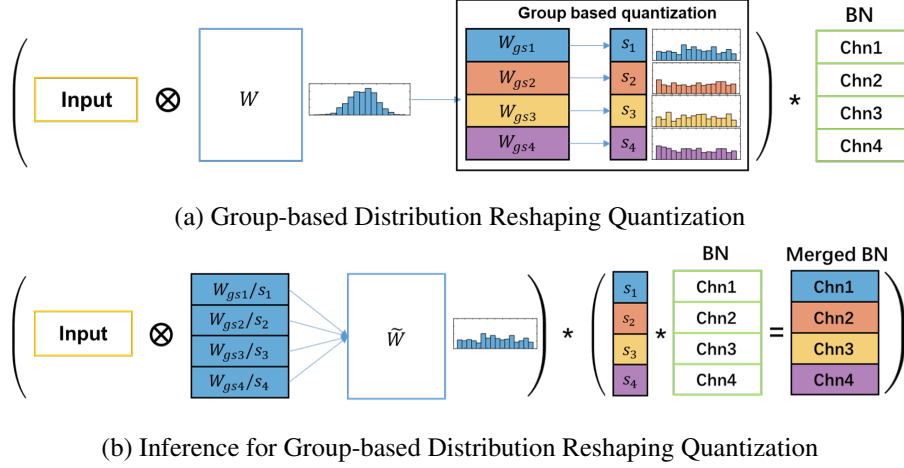 Group based quantization
BN
Input ⊗ W
W_gs1 s_1 Chn1
W_gs2 s_2 Chn2
W_gs3 s_3 * Chn3
W_gs4 s_4 Chn4
(a) Group-based Distribution Reshaping Quantization
BN Merged BN
W_gs1/s_1 s_1 Chn1 Chn1
W_gs2/s_2 s_2 Chn2 Chn2
Input ⊗ W̃ * * =
W_gs3/s_3 s_3 Chn3 Chn3
W_gs4/s_4 s_4 Chn4 Chn4
(b) Inference for Group-based Distribution Reshaping Quantization